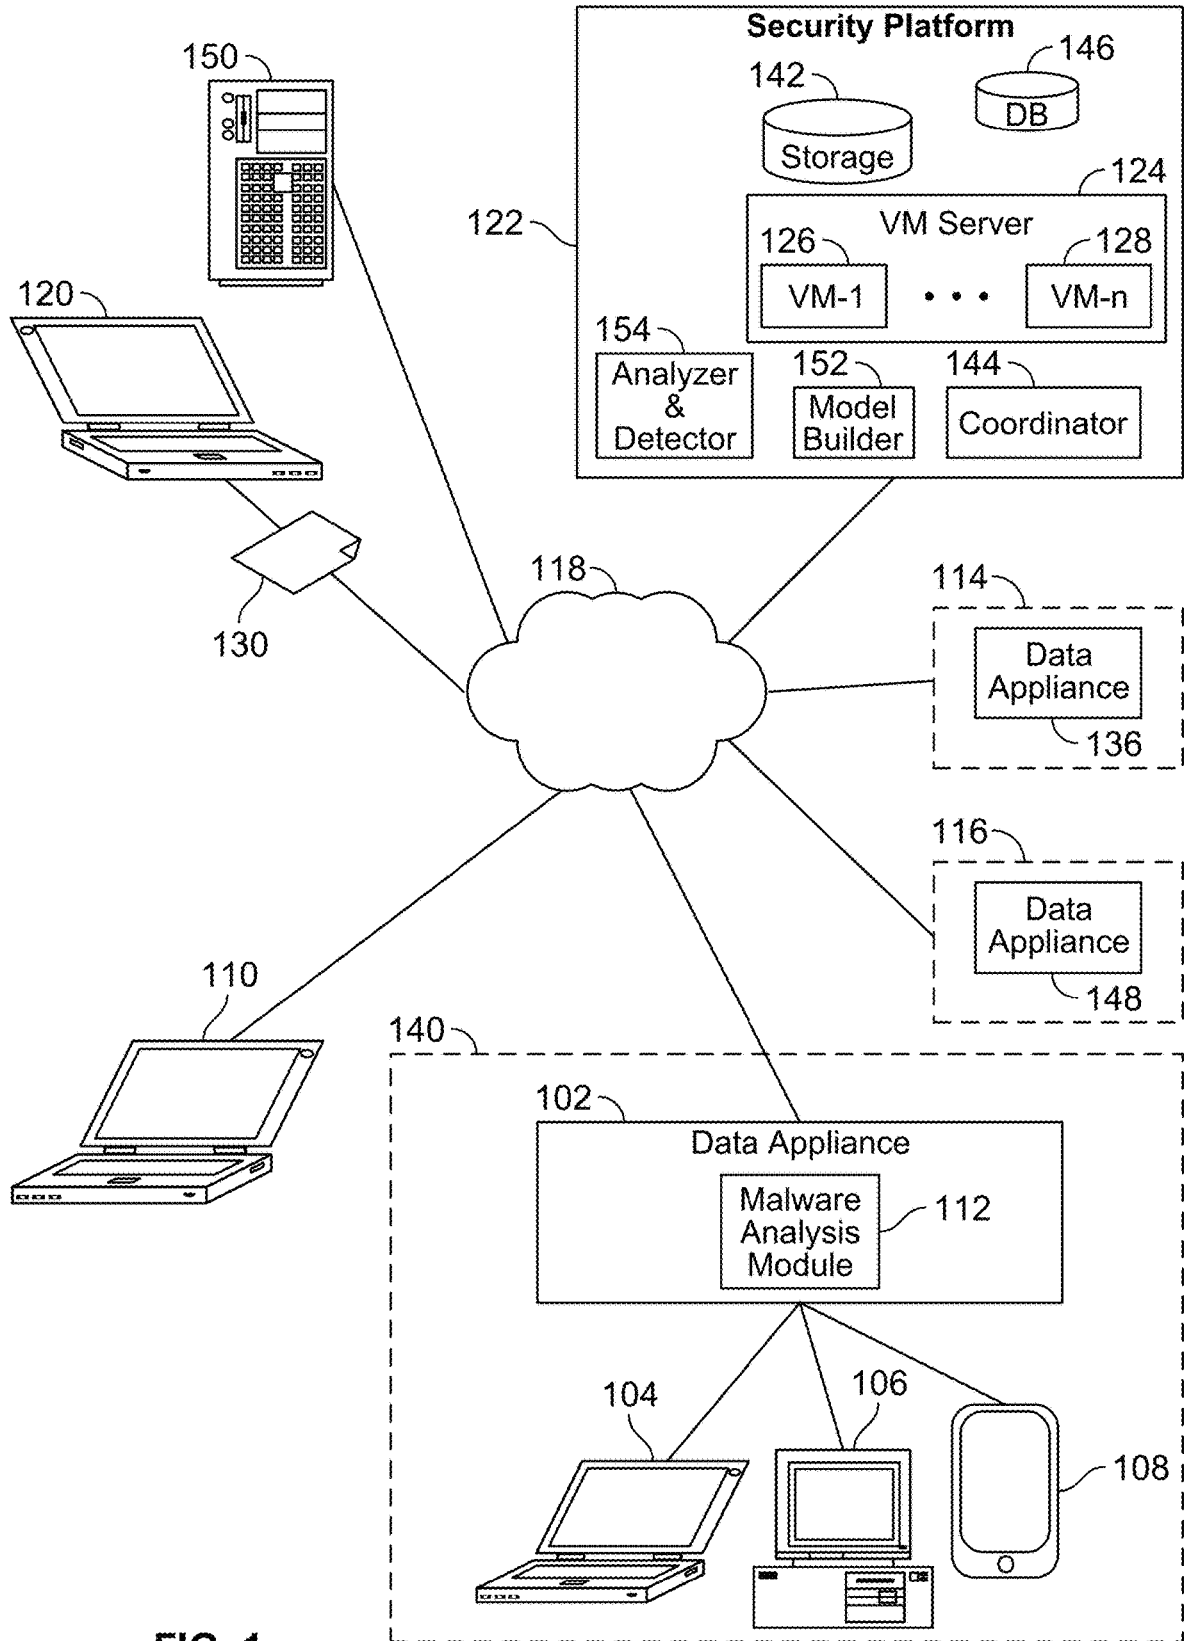 Security Platform
150
142
146
DB
Storage
124
VM Server
122
126
128
VM-1
• • •
VM-n
120
154
Analyzer
&
Detector
152
Model
Builder
144
Coordinator
118
130
114
Data
Appliance
136
116
Data
Appliance
148
110
140
102
Data Appliance
Malware
Analysis
Module
112
104
106
108
FIG. 1